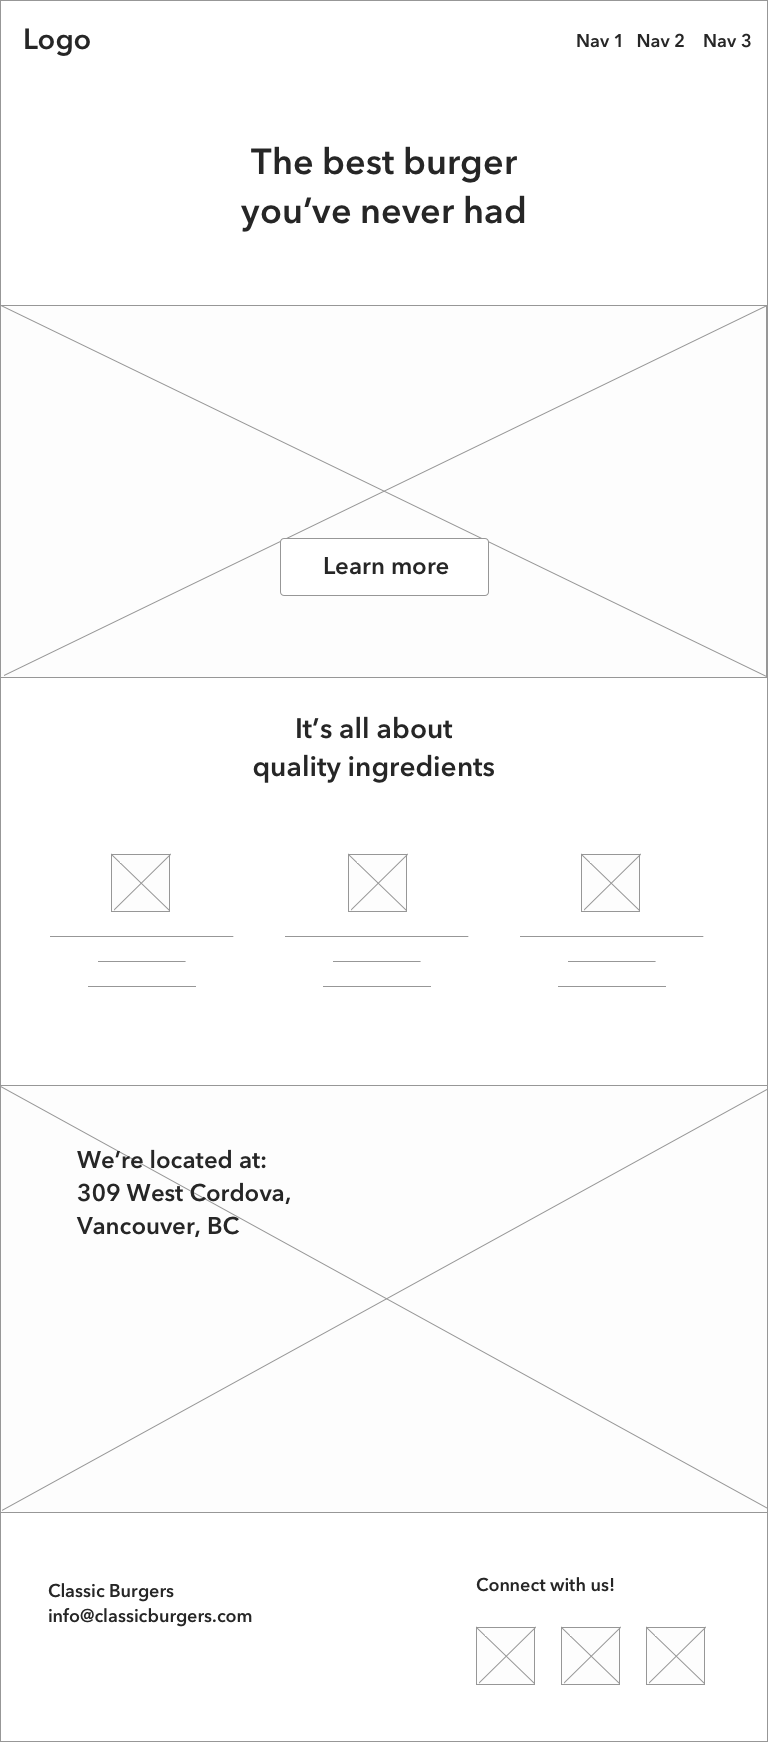 Logo
Nav 1 Nav 2 Nav 3
The best burger
you’ve never had
Learn more
It’s all about
quality ingredients
We’re located at:
309 West Cordova,
Vancouver, BC
Classic Burgers
info@classicburgers.com
Connect with us!